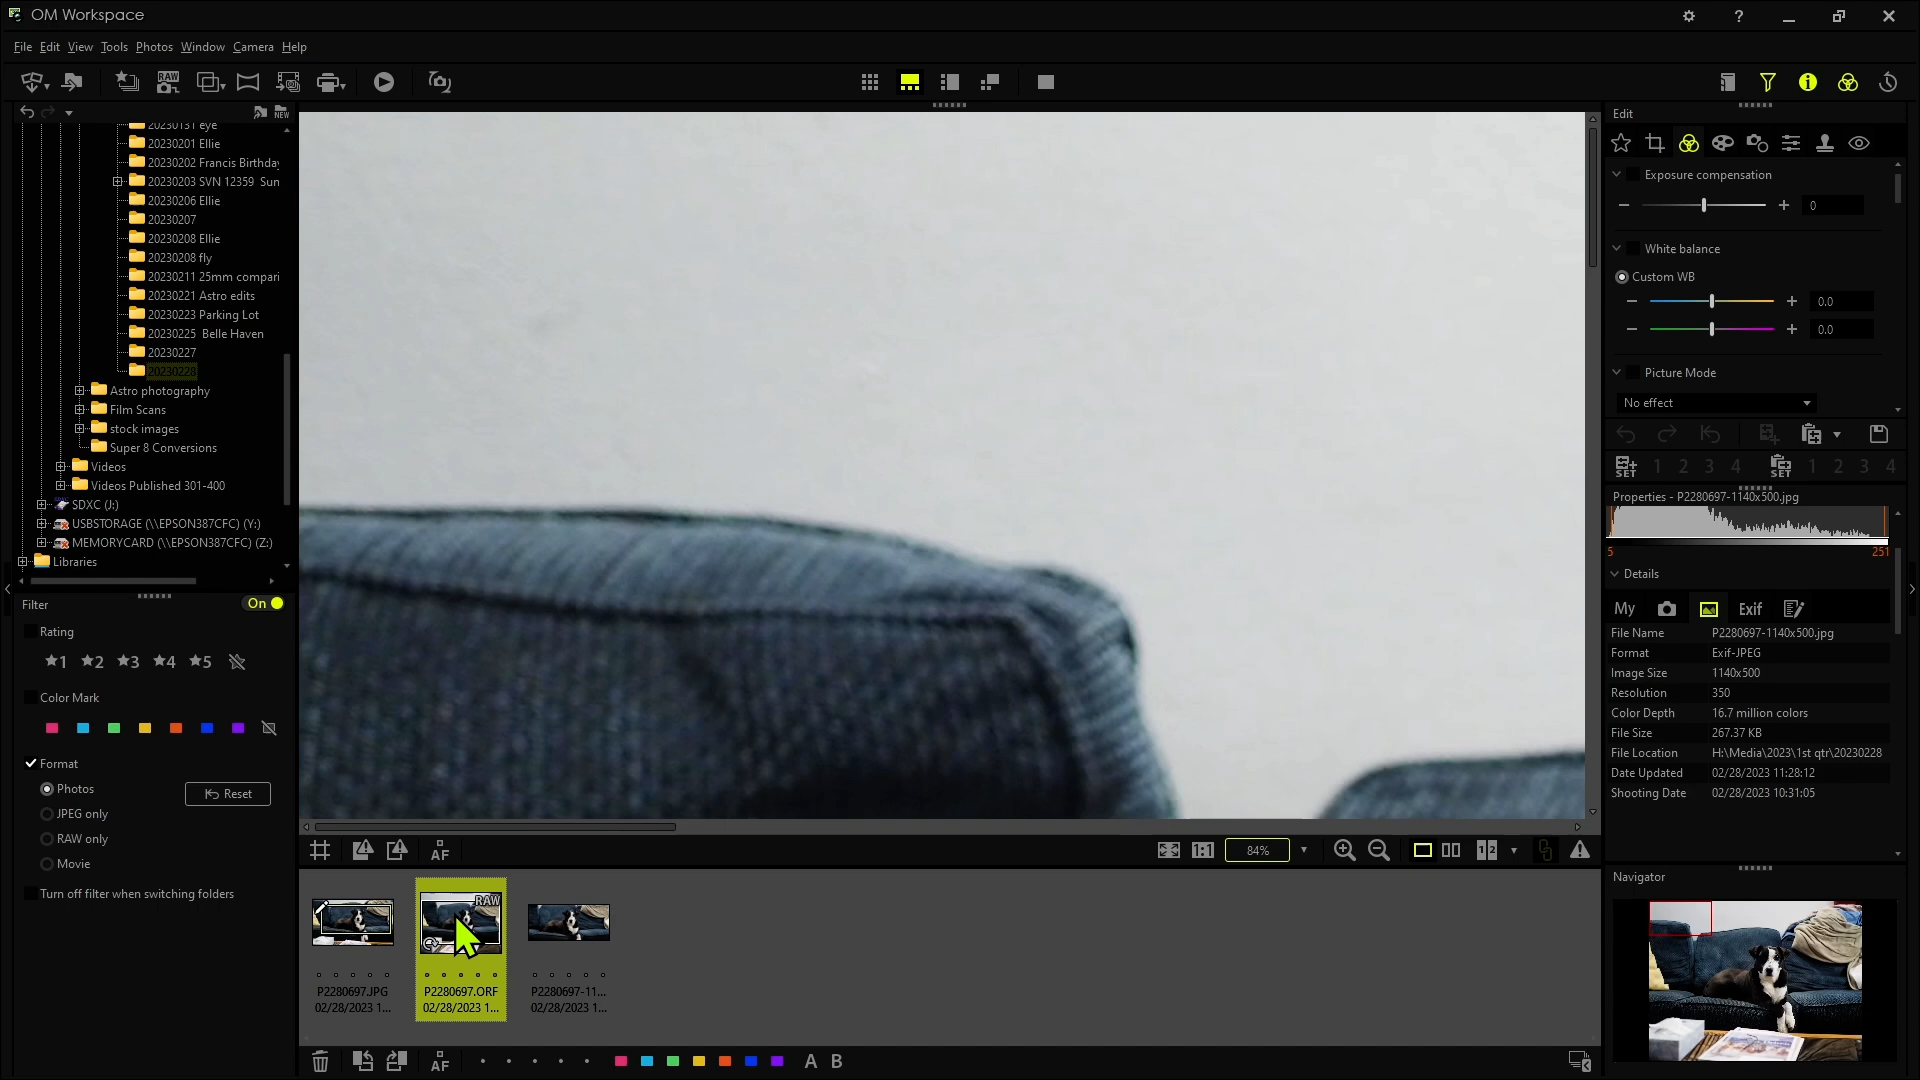 OM Workspace
?
File Edit View Tools Photos Window Camera Help
RAW
NEW
20230131 eye
20230201 Ellie
20230202 Francis Birthday
20230203 SVN 12359 Sun
20230206 Ellie
20230207
20230208 Ellie
20230208 fly
20230211 25mm compari
20230221 Astro edits
20230223 Parking Lot
20230225 Belle Haven
20230227
20230228
Astro photography
Film Scans
stock images
Super 8 Conversions
Videos
Videos Published 301-400
SDXC (J:)
USBSTORAGE (\\EPSON387CFC) (Y:)
MEMORYCARD (\\EPSON387CFC) (Z:)
Libraries
Filter On
Rating
★1 ★2 ★3 ★4 ★5
Color Mark
Format
Photos Reset
JPEG only
RAW only
Movie
Turn off filter when switching folders
AF 1:1 84% 1 2
RAW
P2280697.JPG P2280697.ORF P2280697-11...
02/28/2023 1... 02/28/2023 1... 02/28/2023 1...
AF A B
Edit
Exposure compensation
0
White balance
Custom WB
0.0
0.0
Picture Mode
No effect
SET 1 2 3 4 SET 1 2 3 4
Properties - P2280697-1140x500.jpg
5 251
Details
My Exif
File Name P2280697-1140x500.jpg
Format Exif-JPEG
Image Size 1140x500
Resolution 350
Color Depth 16.7 million colors
File Size 267.37 KB
File Location H:\Media\2023\1st qtr\20230228
Date Updated 02/28/2023 11:28:12
Shooting Date 02/28/2023 10:31:05
Navigator